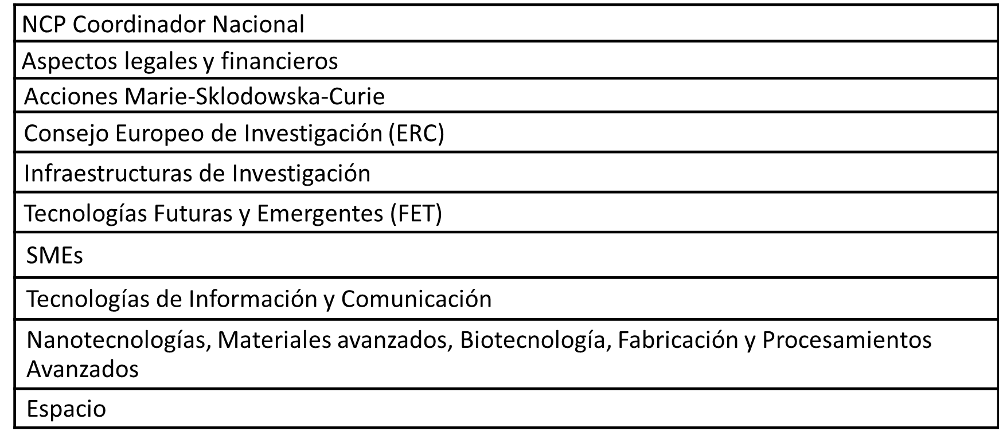 NCP Coordinador Nacional
Aspectos legales y financieros
Acciones Marie-Sklodowska-Curie
Consejo Europeo de Investigación (ERC)
Infraestructuras de Investigación
Tecnologías Futuras y Emergentes (FET)
SMEs
Tecnologías de Información y Comunicación
Nanotecnologías, Materiales avanzados, Biotecnología, Fabricación y Procesamientos
Avanzados
Espacio